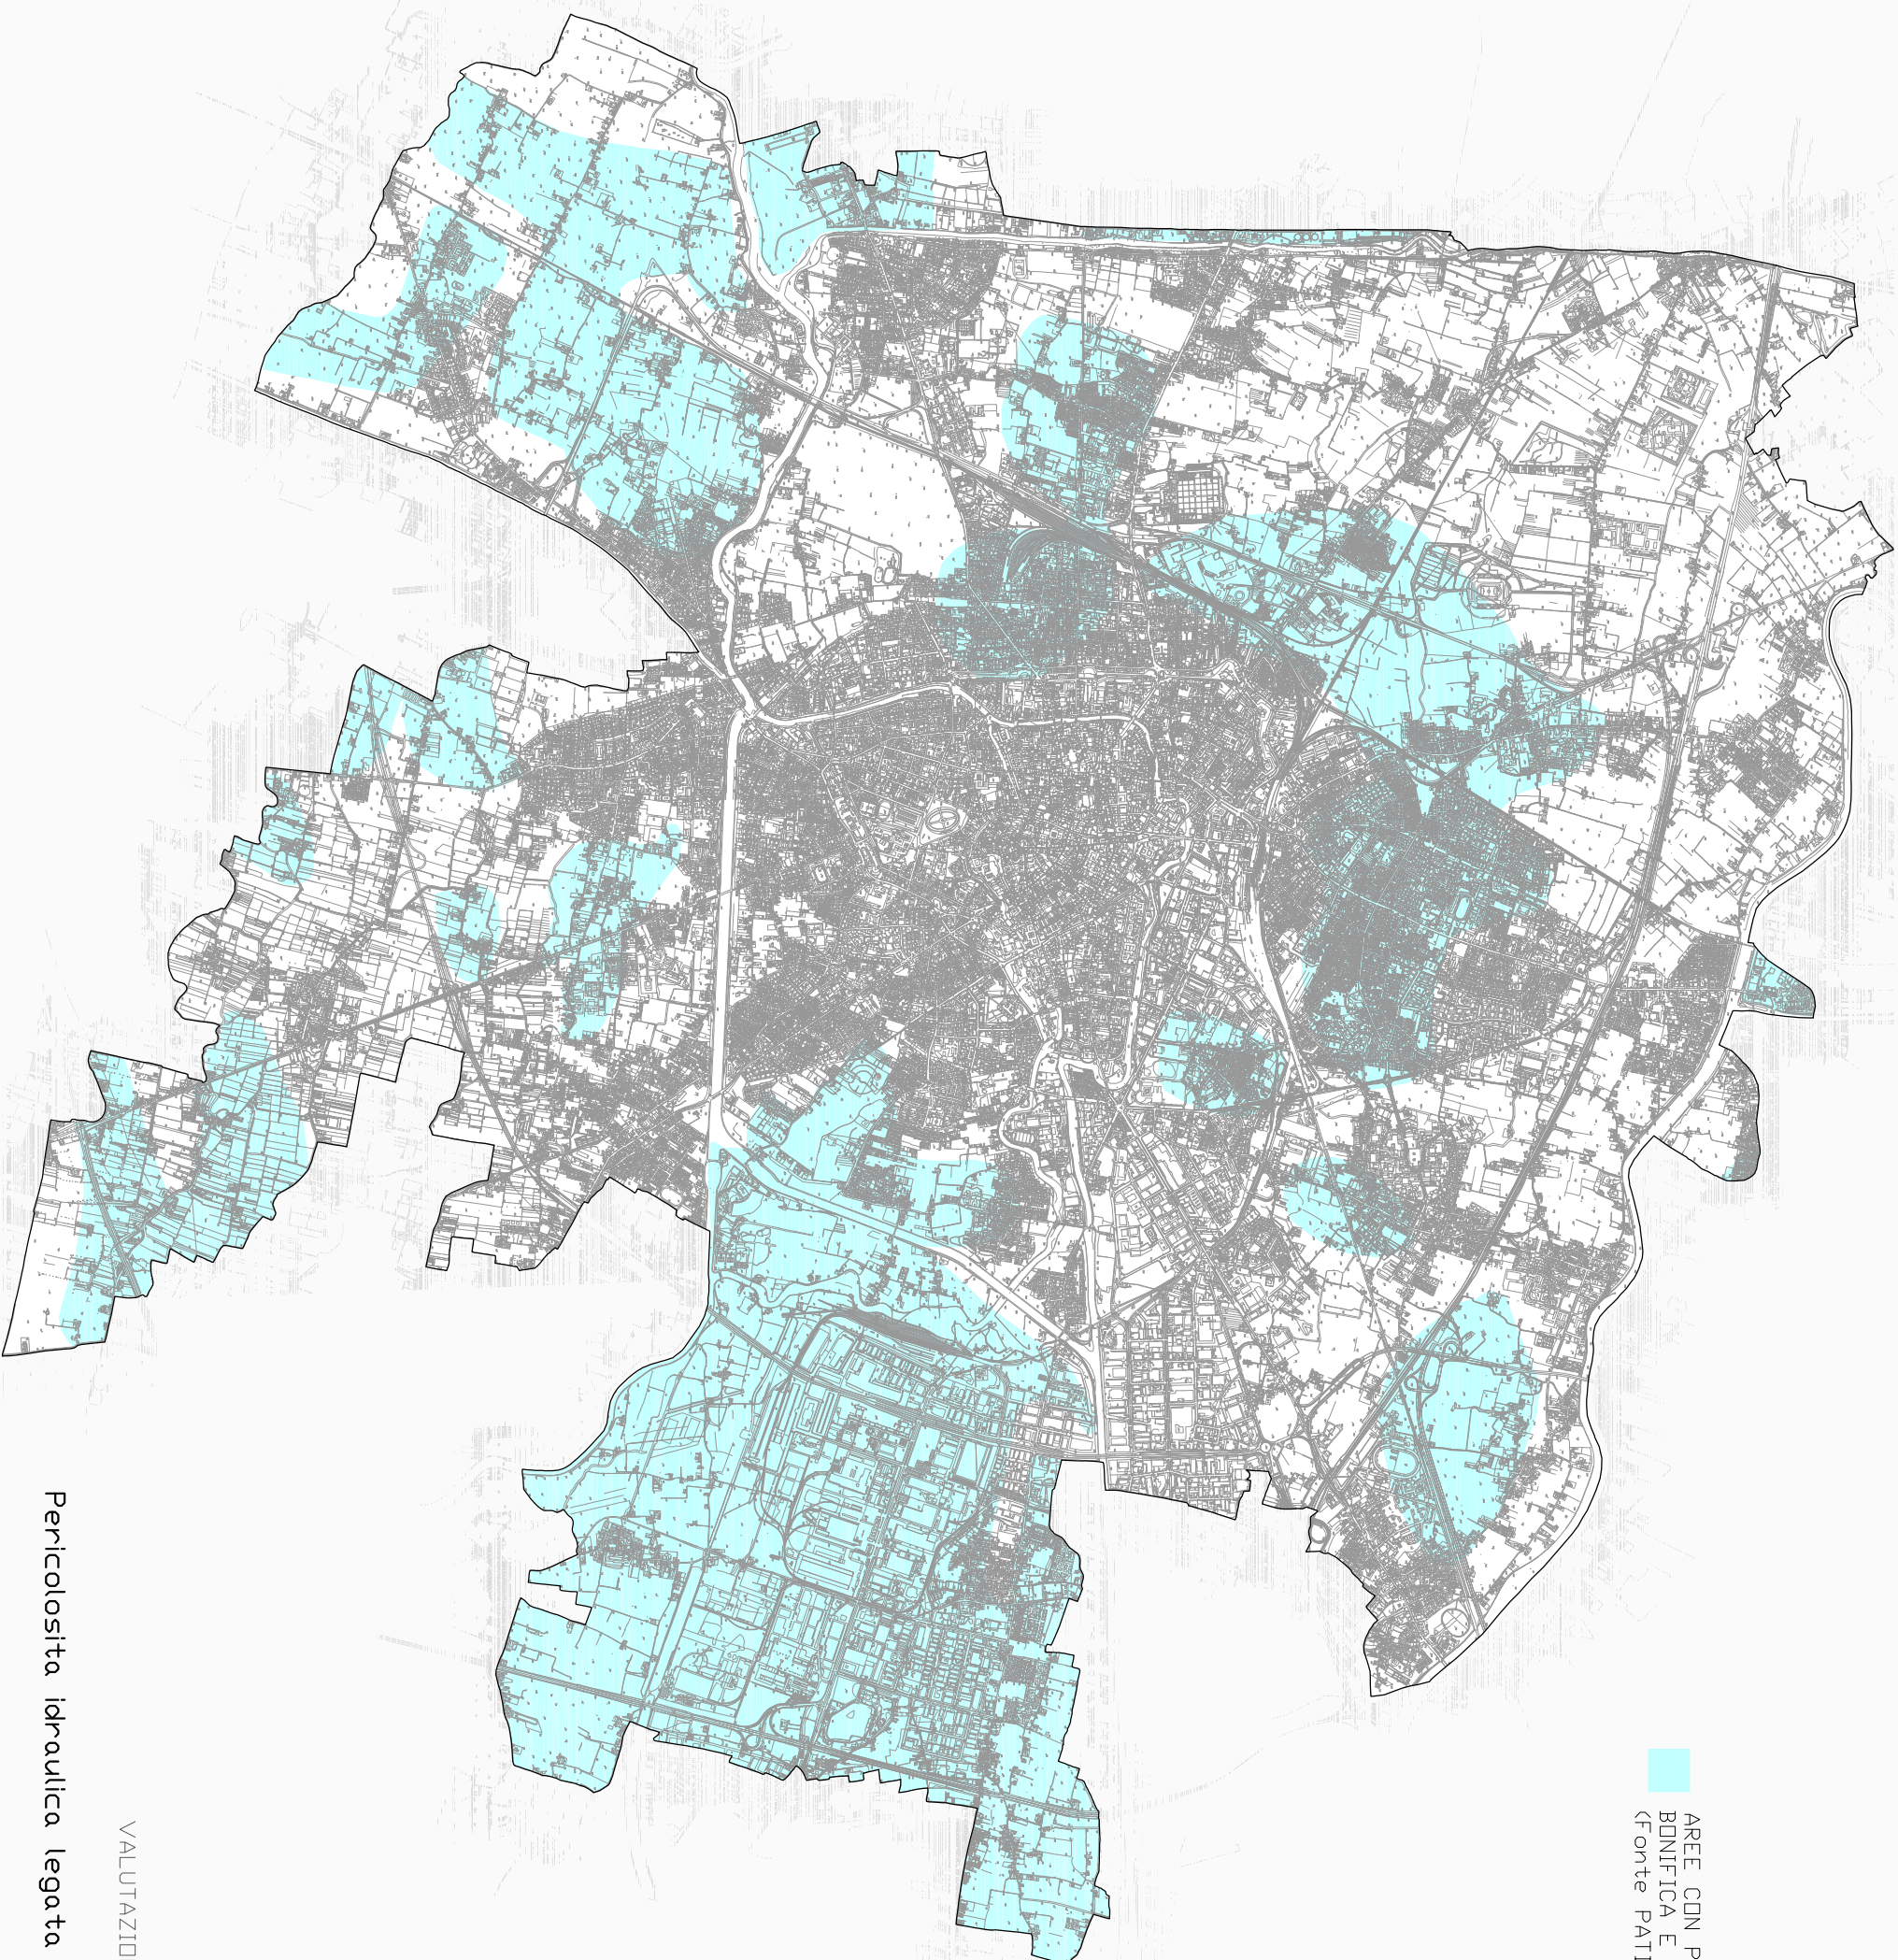 AREE CON P
BONIFICA E
(Fonte PATI
VALUTAZIO
Pericolosita idraulica legata